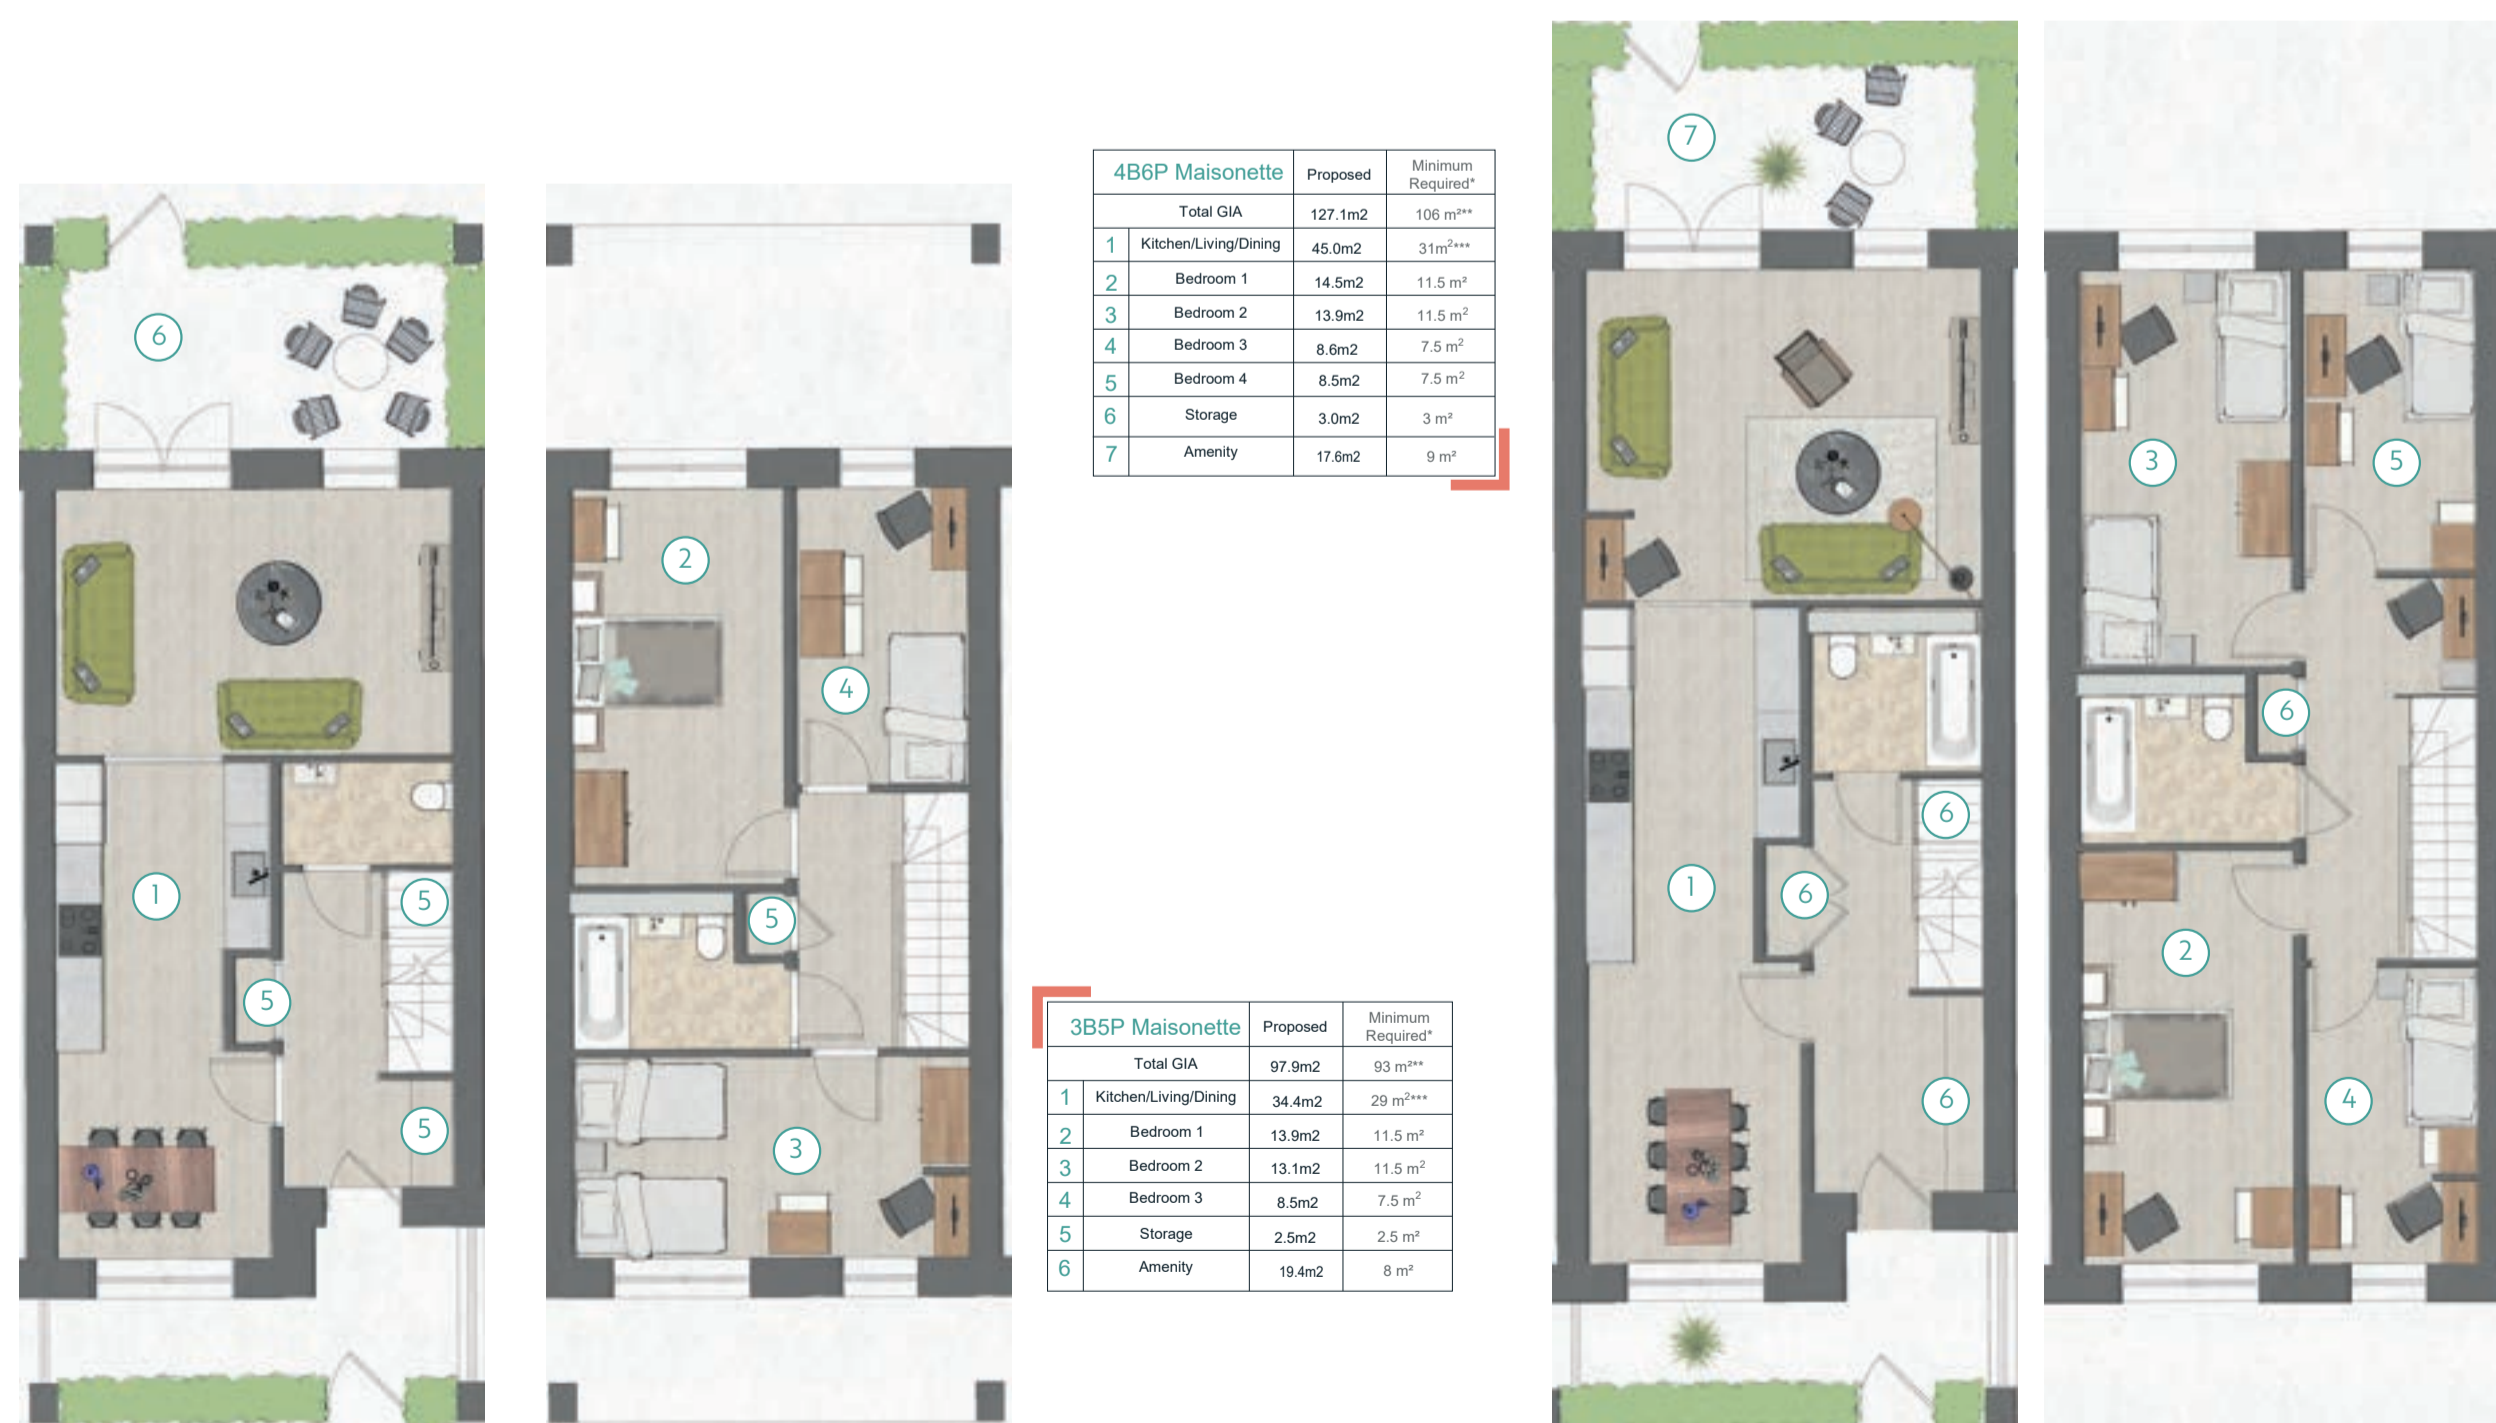 6
1
5
5
5
2
4
5
3
4B6P Maisonette Proposed Minimum Required*
Total GIA 127.1m2 106 m²**
1 Kitchen/Living/Dining 45.0m2 31m²***
2 Bedroom 1 14.5m2 11.5 m²
3 Bedroom 2 13.9m2 11.5 m²
4 Bedroom 3 8.6m2 7.5 m²
5 Bedroom 4 8.5m2 7.5 m²
6 Storage 3.0m2 3 m²
7 Amenity 17.6m2 9 m²
3B5P Maisonette Proposed Minimum Required*
Total GIA 97.9m2 93 m²**
1 Kitchen/Living/Dining 34.4m2 29 m²***
2 Bedroom 1 13.9m2 11.5 m²
3 Bedroom 2 13.1m2 11.5 m²
4 Bedroom 3 8.5m2 7.5 m²
5 Storage 2.5m2 2.5 m²
6 Amenity 19.4m2 8 m²
7
6
1
6
6
3
5
6
2
4